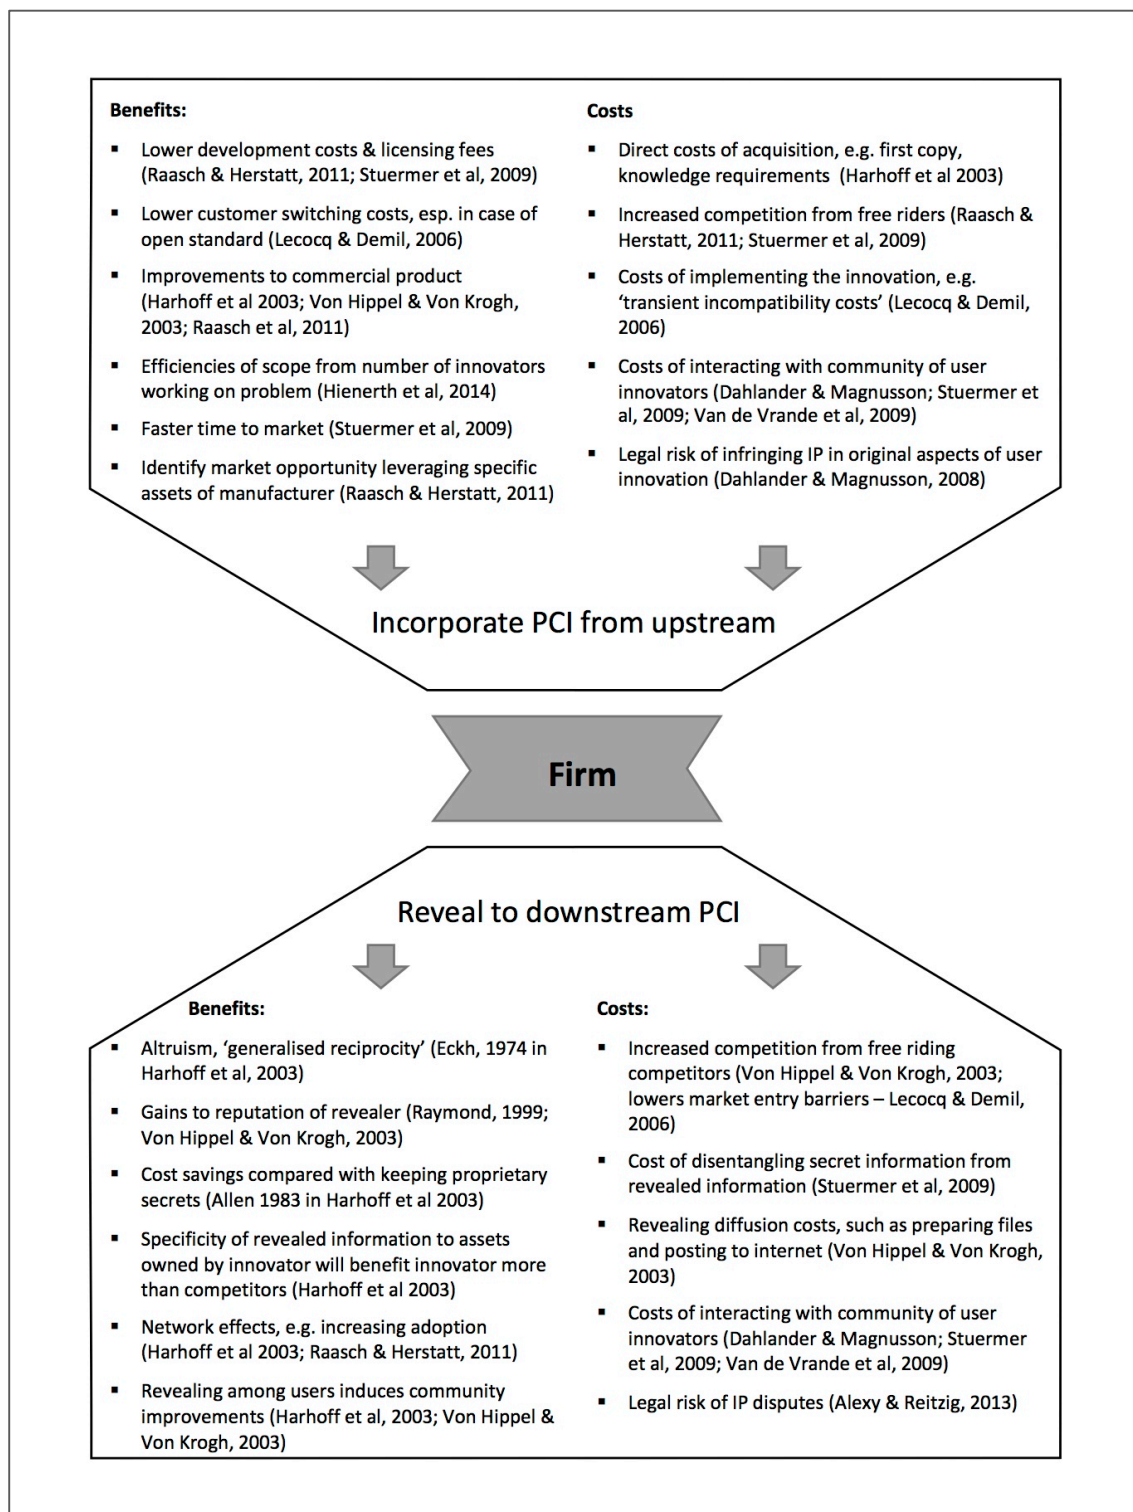 Benefits:
▪ Lower development costs & licensing fees
(Raasch & Herstatt, 2011; Stuermer et al, 2009)
▪ Lower customer switching costs, esp. in case of
open standard (Lecocq & Demil, 2006)
▪ Improvements to commercial product
(Harhoff et al 2003; Von Hippel & Von Krogh,
2003; Raasch et al, 2011)
▪ Efficiencies of scope from number of innovators
working on problem (Hienerth et al, 2014)
▪ Faster time to market (Stuermer et al, 2009)
▪ Identify market opportunity leveraging specific
assets of manufacturer (Raasch & Herstatt, 2011)
Costs
▪ Direct costs of acquisition, e.g. first copy,
knowledge requirements (Harhoff et al 2003)
▪ Increased competition from free riders (Raasch &
Herstatt, 2011; Stuermer et al, 2009)
▪ Costs of implementing the innovation, e.g.
‘transient incompatibility costs’ (Lecocq & Demil,
2006)
▪ Costs of interacting with community of user
innovators (Dahlander & Magnusson; Stuermer et
al, 2009; Van de Vrande et al, 2009)
▪ Legal risk of infringing IP in original aspects of user
innovation (Dahlander & Magnusson, 2008)
Incorporate PCI from upstream
Firm
Reveal to downstream PCI
Benefits:
▪ Altruism, ‘generalised reciprocity’ (Eckh, 1974 in
Harhoff et al, 2003)
▪ Gains to reputation of revealer (Raymond, 1999;
Von Hippel & Von Krogh, 2003)
▪ Cost savings compared with keeping proprietary
secrets (Allen 1983 in Harhoff et al 2003)
▪ Specificity of revealed information to assets
owned by innovator will benefit innovator more
than competitors (Harhoff et al 2003)
▪ Network effects, e.g. increasing adoption
(Harhoff et al 2003; Raasch & Herstatt, 2011)
▪ Revealing among users induces community
improvements (Harhoff et al, 2003; Von Hippel &
Von Krogh, 2003)
Costs:
▪ Increased competition from free riding
competitors (Von Hippel & Von Krogh, 2003;
lowers market entry barriers – Lecocq & Demil,
2006)
▪ Cost of disentangling secret information from
revealed information (Stuermer et al, 2009)
▪ Revealing diffusion costs, such as preparing files
and posting to internet (Von Hippel & Von Krogh,
2003)
▪ Costs of interacting with community of user
innovators (Dahlander & Magnusson; Stuermer
et al, 2009; Van de Vrande et al, 2009)
▪ Legal risk of IP disputes (Alexy & Reitzig, 2013)